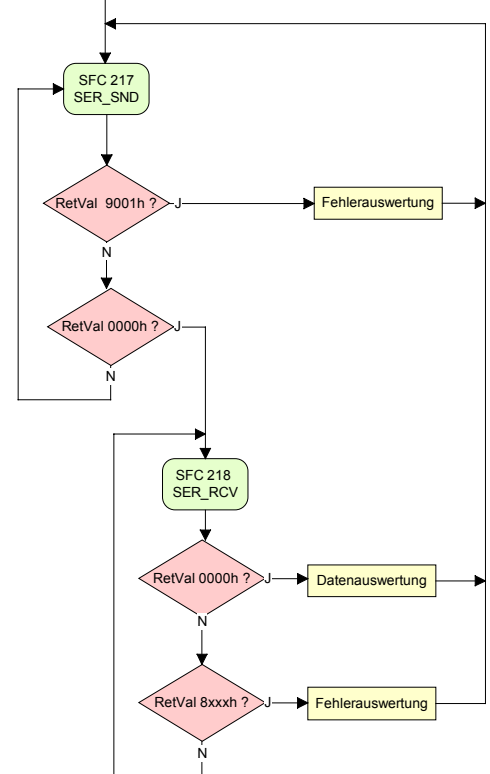 SFC 217
SER_SND
RetVal 9001h ?
J
Fehlerauswertung
N
RetVal 0000h ?
J
N
SFC 218
SER_RCV
RetVal 0000h ?
J
Datenauswertung
N
RetVal 8xxxh ?
J
Fehlerauswertung
N